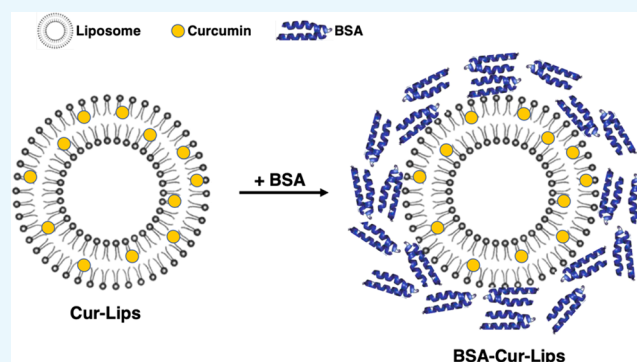 Liposome
Curcumin
BSA
+ BSA
Cur-Lips
BSA-Cur-Lips